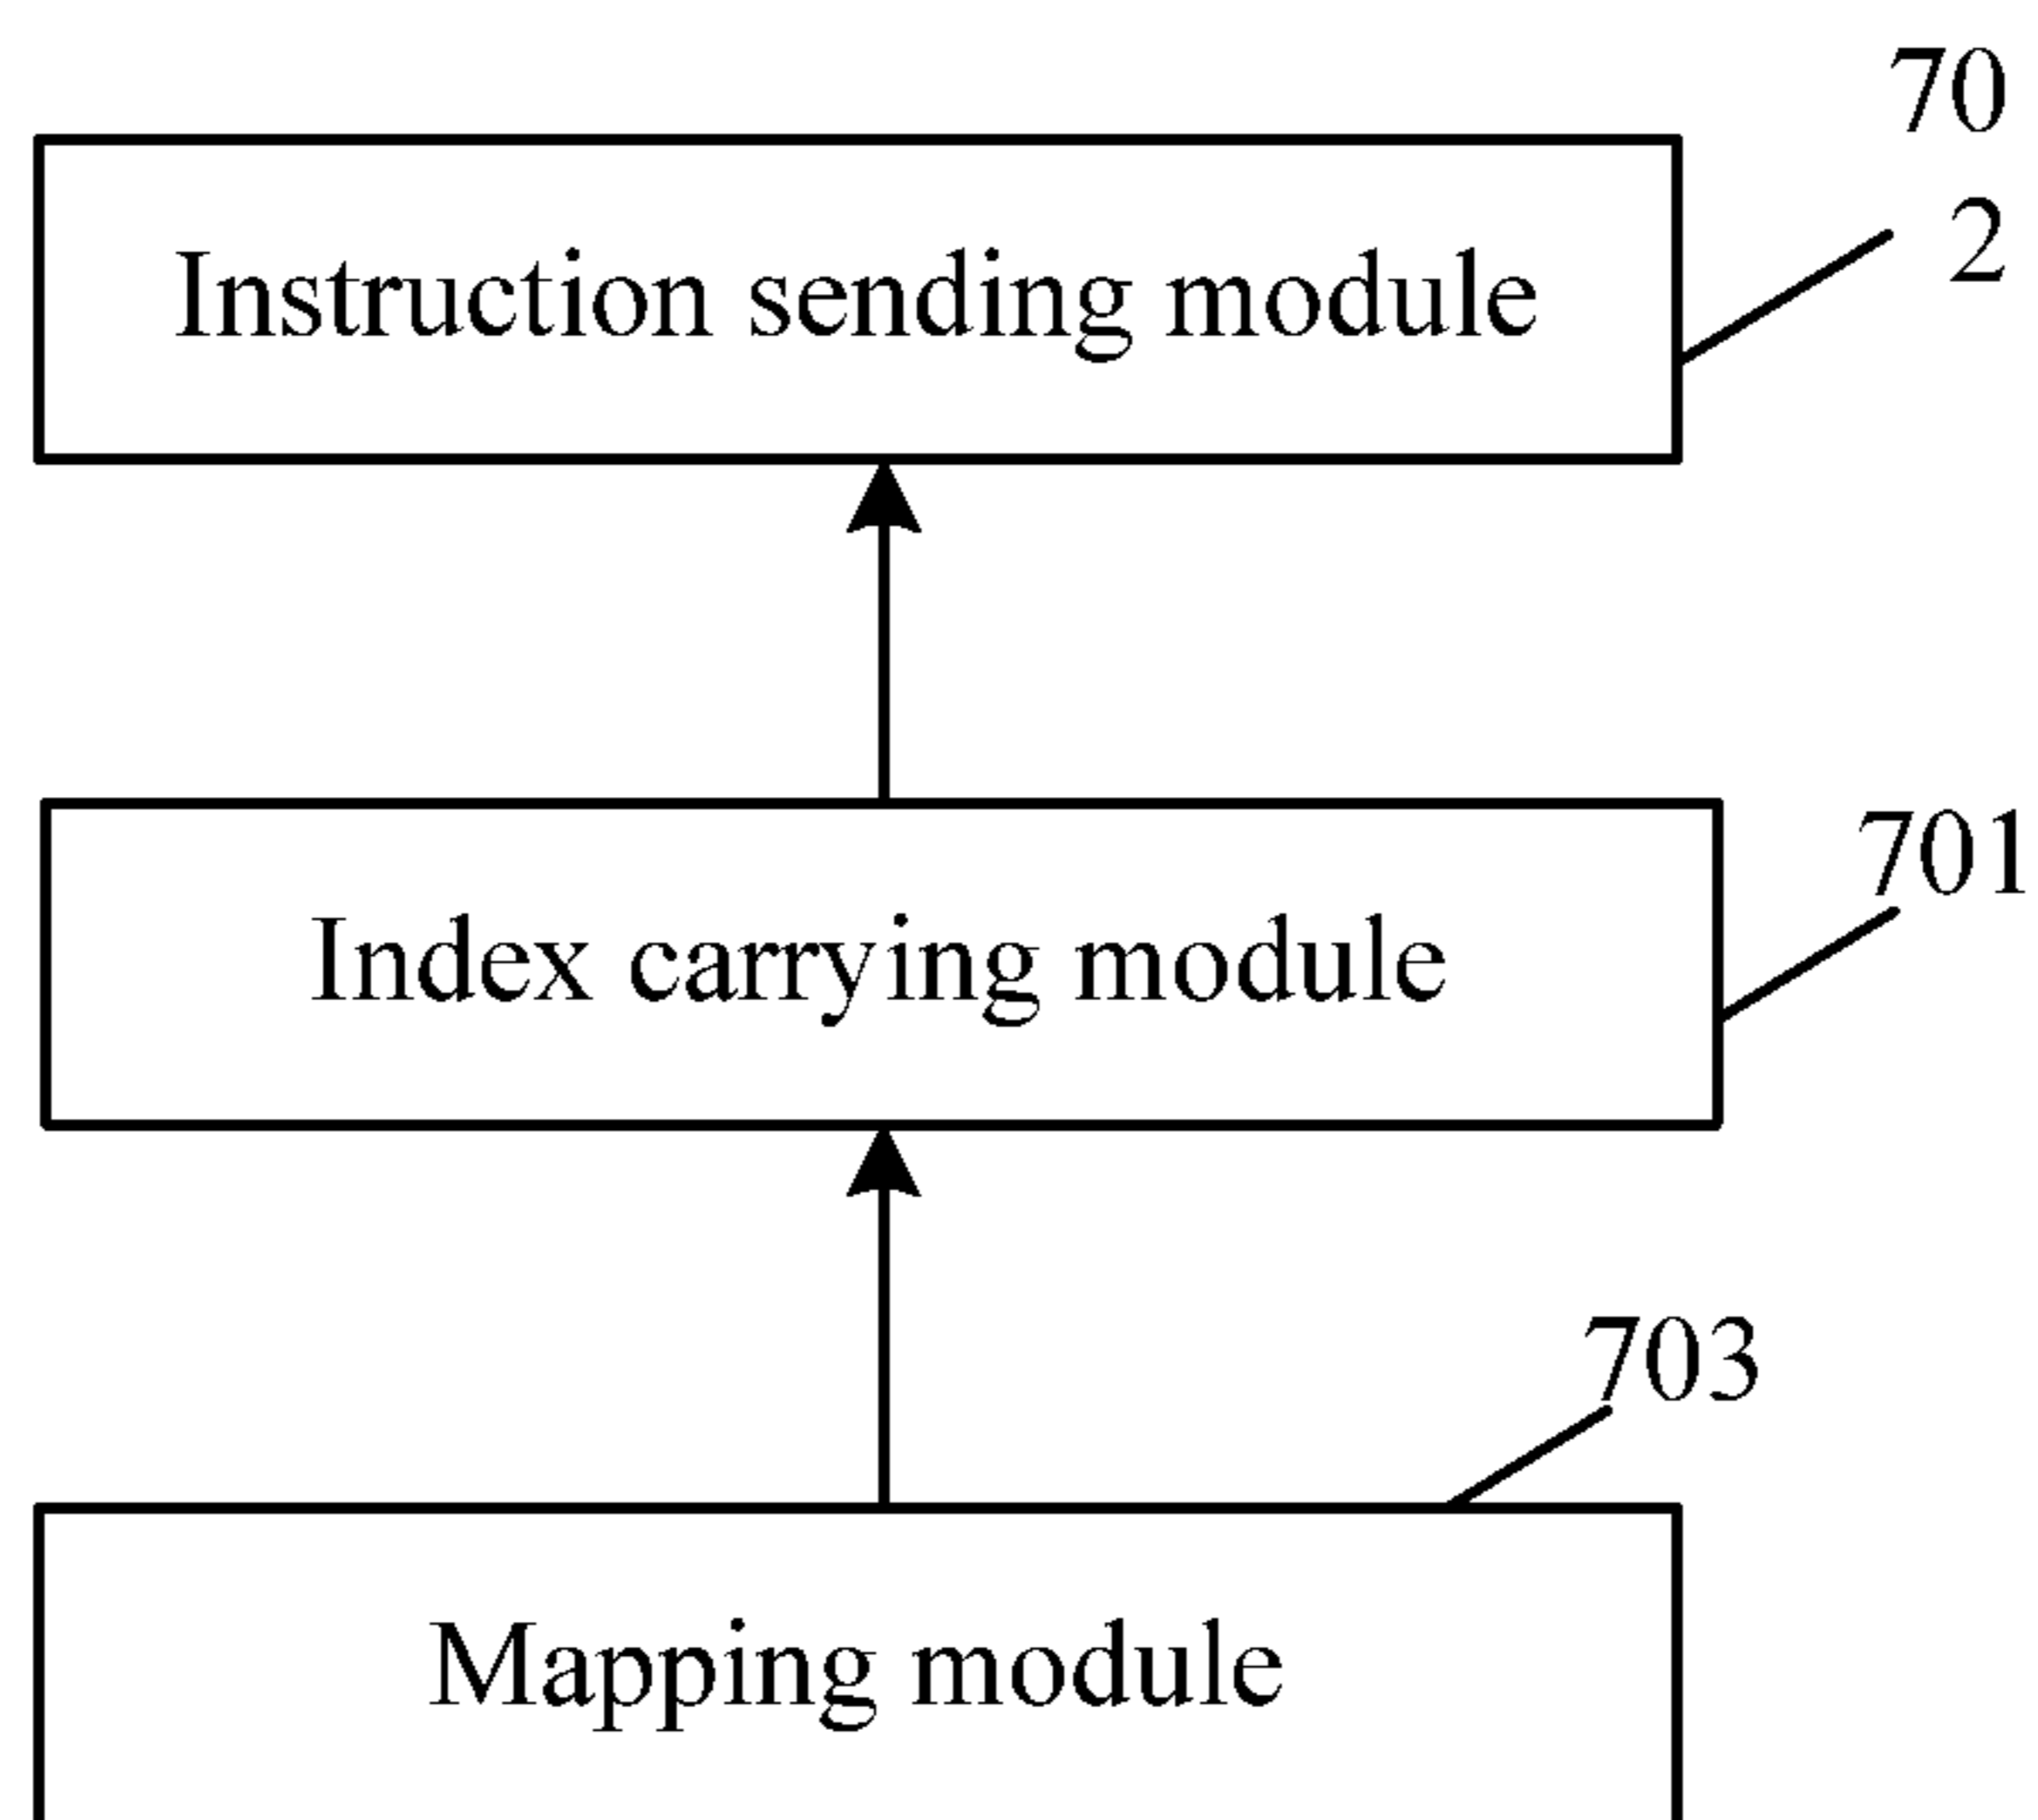 70
2
Instruction sending module
701
Index carrying module
703
Mapping module